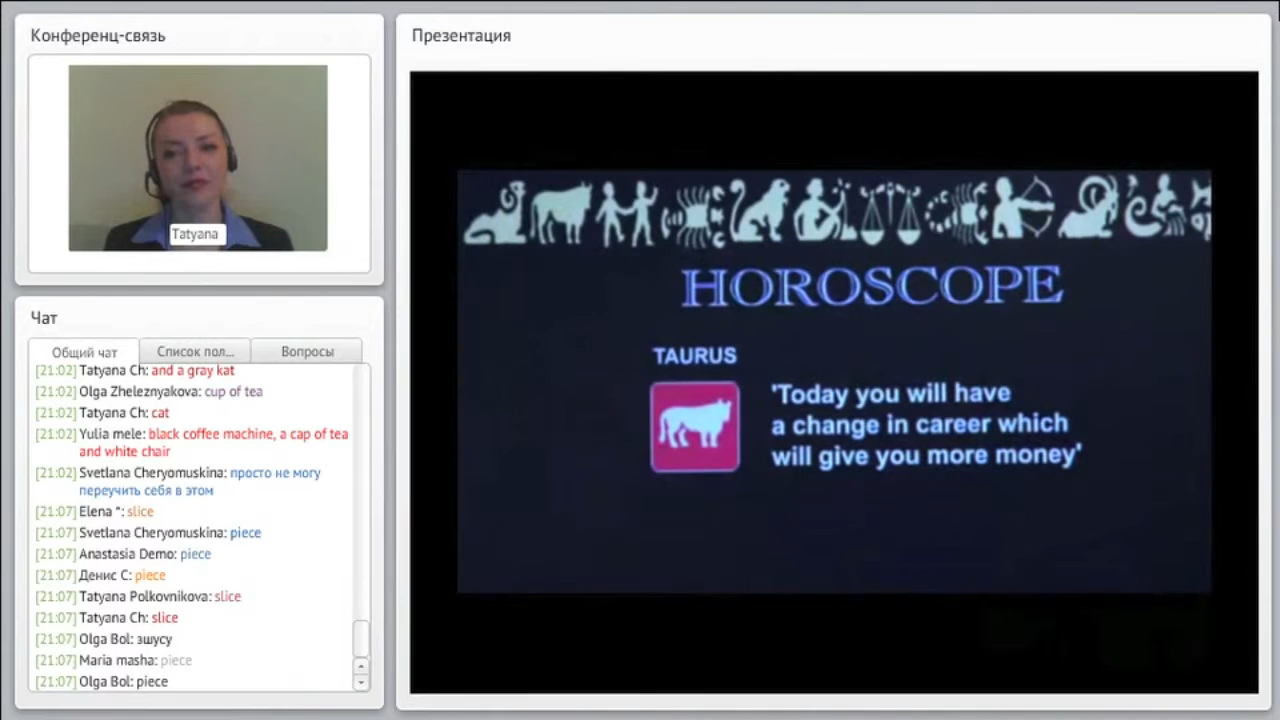 Конференц-связь
Tatyana
Чат
Общий чат
Список пол...
Вопросы
[21:02] Tatyana Ch: and a gray kat
[21:02] Olga Zheleznyakova: cup of tea
[21:02] Tatyana Ch: cat
[21:02] Yulia mele: black coffee machine, a cap of tea
and white chair
[21:02] Svetlana Cheryomuskina: просто не могу
переучить себя в этом
[21:07] Elena *: slice
[21:07] Svetlana Cheryomuskina: piece
[21:07] Anastasia Demo: piece
[21:07] Денис С: piece
[21:07] Tatyana Polkovnikova: slice
[21:07] Tatyana Ch: slice
[21:07] Olga Bol: зшусу
[21:07] Maria masha: piece
[21:07] Olga Bol: piece
Презентация
HOROSCOPE
TAURUS
'Today you will have
a change in career which
will give you more money'